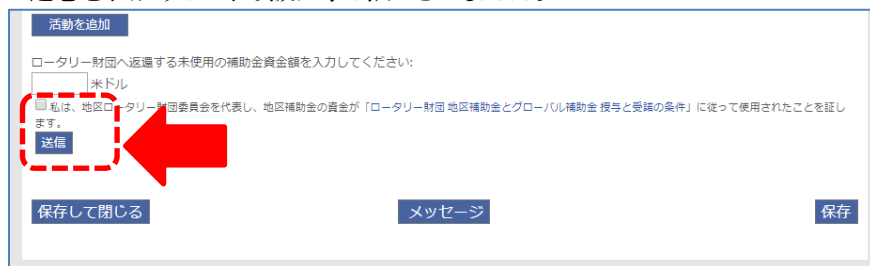 活動を追加
ロータリー財団へ返還する未使用の補助金資金額を入力してください:
米ドル
私は、地区ロータリー財団委員会を代表し、地区補助金の資金が「ロータリー財団 地区補助金とグローバル補助金 授与と受諾の条件」に従って使用されたことを証し
ます。
送信
保存して閉じる メッセージ 保存